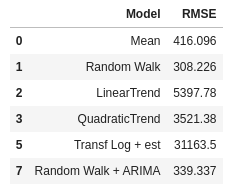 Model RMSE
0 Mean 416.096
1 Random Walk 308.226
2 LinearTrend 5397.78
3 QuadraticTrend 3521.38
5 Transf Log + est 31163.5
7 Random Walk + ARIMA 339.337